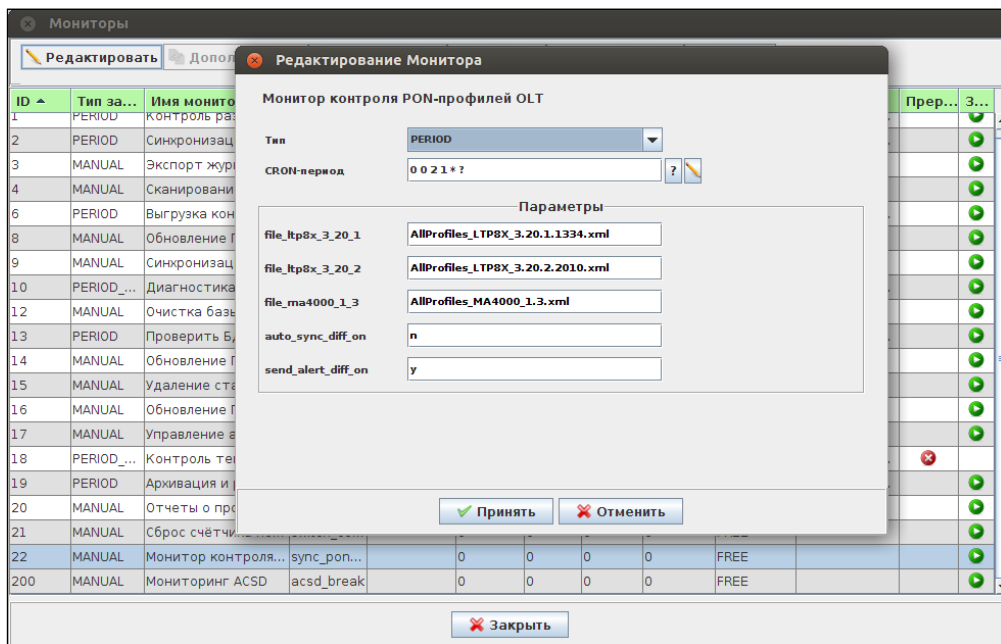 Мониторы
Редактировать
Редактирование Монитора
Монитор контроля PON-профилей OLT
Тип PERIOD
CRON-период 0 0 2 1 * ? ?
Параметры
file_ltp8x_3_20_1 AllProfiles_LTP8X_3.20.1.1334.xml
file_ltp8x_3_20_2 AllProfiles_LTP8X_3.20.2.2010.xml
file_ma4000_1_3 AllProfiles_MA4000_1.3.xml
auto_sync_diff_on n
send_alert_diff_on y
Принять Отменить
ID Тип за... Имя монито Прер... З...
1 PERIOD Контроль раз
2 PERIOD Синхронизац
3 MANUAL Экспорт журн
4 MANUAL Сканировани
6 PERIOD Выгрузка кон
8 MANUAL Обновление
9 MANUAL Синхронизац
10 PERIOD_... Диагностика
12 MANUAL Очистка базы
13 PERIOD Проверить Б
14 MANUAL Обновление
15 MANUAL Удаление ста
16 MANUAL Обновление
17 MANUAL Управление а
18 PERIOD_... Контроль тем
19 PERIOD Архивация и
20 MANUAL Отчеты о про
21 MANUAL Сброс счётчик
22 MANUAL Монитор контроля... sync_pon... 0 0 0 0 FREE
200 MANUAL Мониторинг ACSD acsd_break 0 0 0 0 FREE
Закрыть